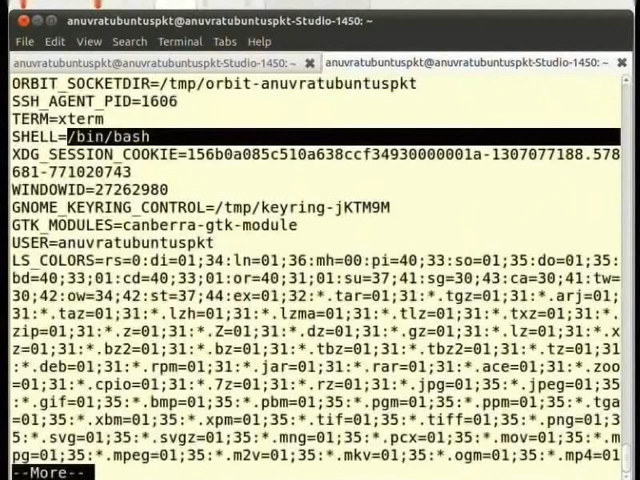 anuvratubuntuspkt@anuvratubuntuspkt-Studio-1450: ~
File Edit View Search Terminal Tabs Help
anuvratubuntuspkt@anuvratubuntuspkt-Studio-1450: ~ anuvratubuntuspkt@anuvratubuntuspkt-Studio-1450: ~
ORBIT_SOCKETDIR=/tmp/orbit-anuvratubuntuspkt
SSH_AGENT_PID=1606
TERM=xterm
SHELL=/bin/bash
XDG_SESSION_COOKIE=156b0a085c510a638ccf34930000001a-1307077188.578
681-771020743
WINDOWID=27262980
GNOME_KEYRING_CONTROL=/tmp/keyring-jKTM9M
GTK_MODULES=canberra-gtk-module
USER=anuvratubuntuspkt
LS_COLORS=rs=0:di=01;34:ln=01;36:mh=00:pi=40;33:so=01;35:do=01;35:
bd=40;33;01:cd=40;33;01:or=40;31;01:su=37;41:sg=30;43:ca=30;41:tw=
30;42:ow=34;42:st=37;44:ex=01;32:*.tar=01;31:*.tgz=01;31:*.arj=01;
31:*.taz=01;31:*.lzh=01;31:*.lzma=01;31:*.tlz=01;31:*.txz=01;31:*.
zip=01;31:*.z=01;31:*.Z=01;31:*.dz=01;31:*.gz=01;31:*.lz=01;31:*.x
z=01;31:*.bz2=01;31:*.bz=01;31:*.tbz=01;31:*.tbz2=01;31:*.tz=01;31
:*.deb=01;31:*.rpm=01;31:*.jar=01;31:*.rar=01;31:*.ace=01;31:*.zoo
=01;31:*.cpio=01;31:*.7z=01;31:*.rz=01;31:*.jpg=01;35:*.jpeg=01;35
:*.gif=01;35:*.bmp=01;35:*.pbm=01;35:*.pgm=01;35:*.ppm=01;35:*.tga
=01;35:*.xbm=01;35:*.xpm=01;35:*.tif=01;35:*.tiff=01;35:*.png=01;3
5:*.svg=01;35:*.svgz=01;35:*.mng=01;35:*.pcx=01;35:*.mov=01;35:*.m
pg=01;35:*.mpeg=01;35:*.m2v=01;35:*.mkv=01;35:*.ogm=01;35:*.mp4=01
--More--